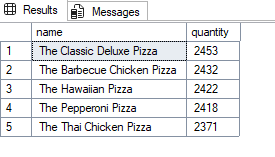 Results Messages
name quantity
1 The Classic Deluxe Pizza 2453
2 The Barbecue Chicken Pizza 2432
3 The Hawaiian Pizza 2422
4 The Pepperoni Pizza 2418
5 The Thai Chicken Pizza 2371